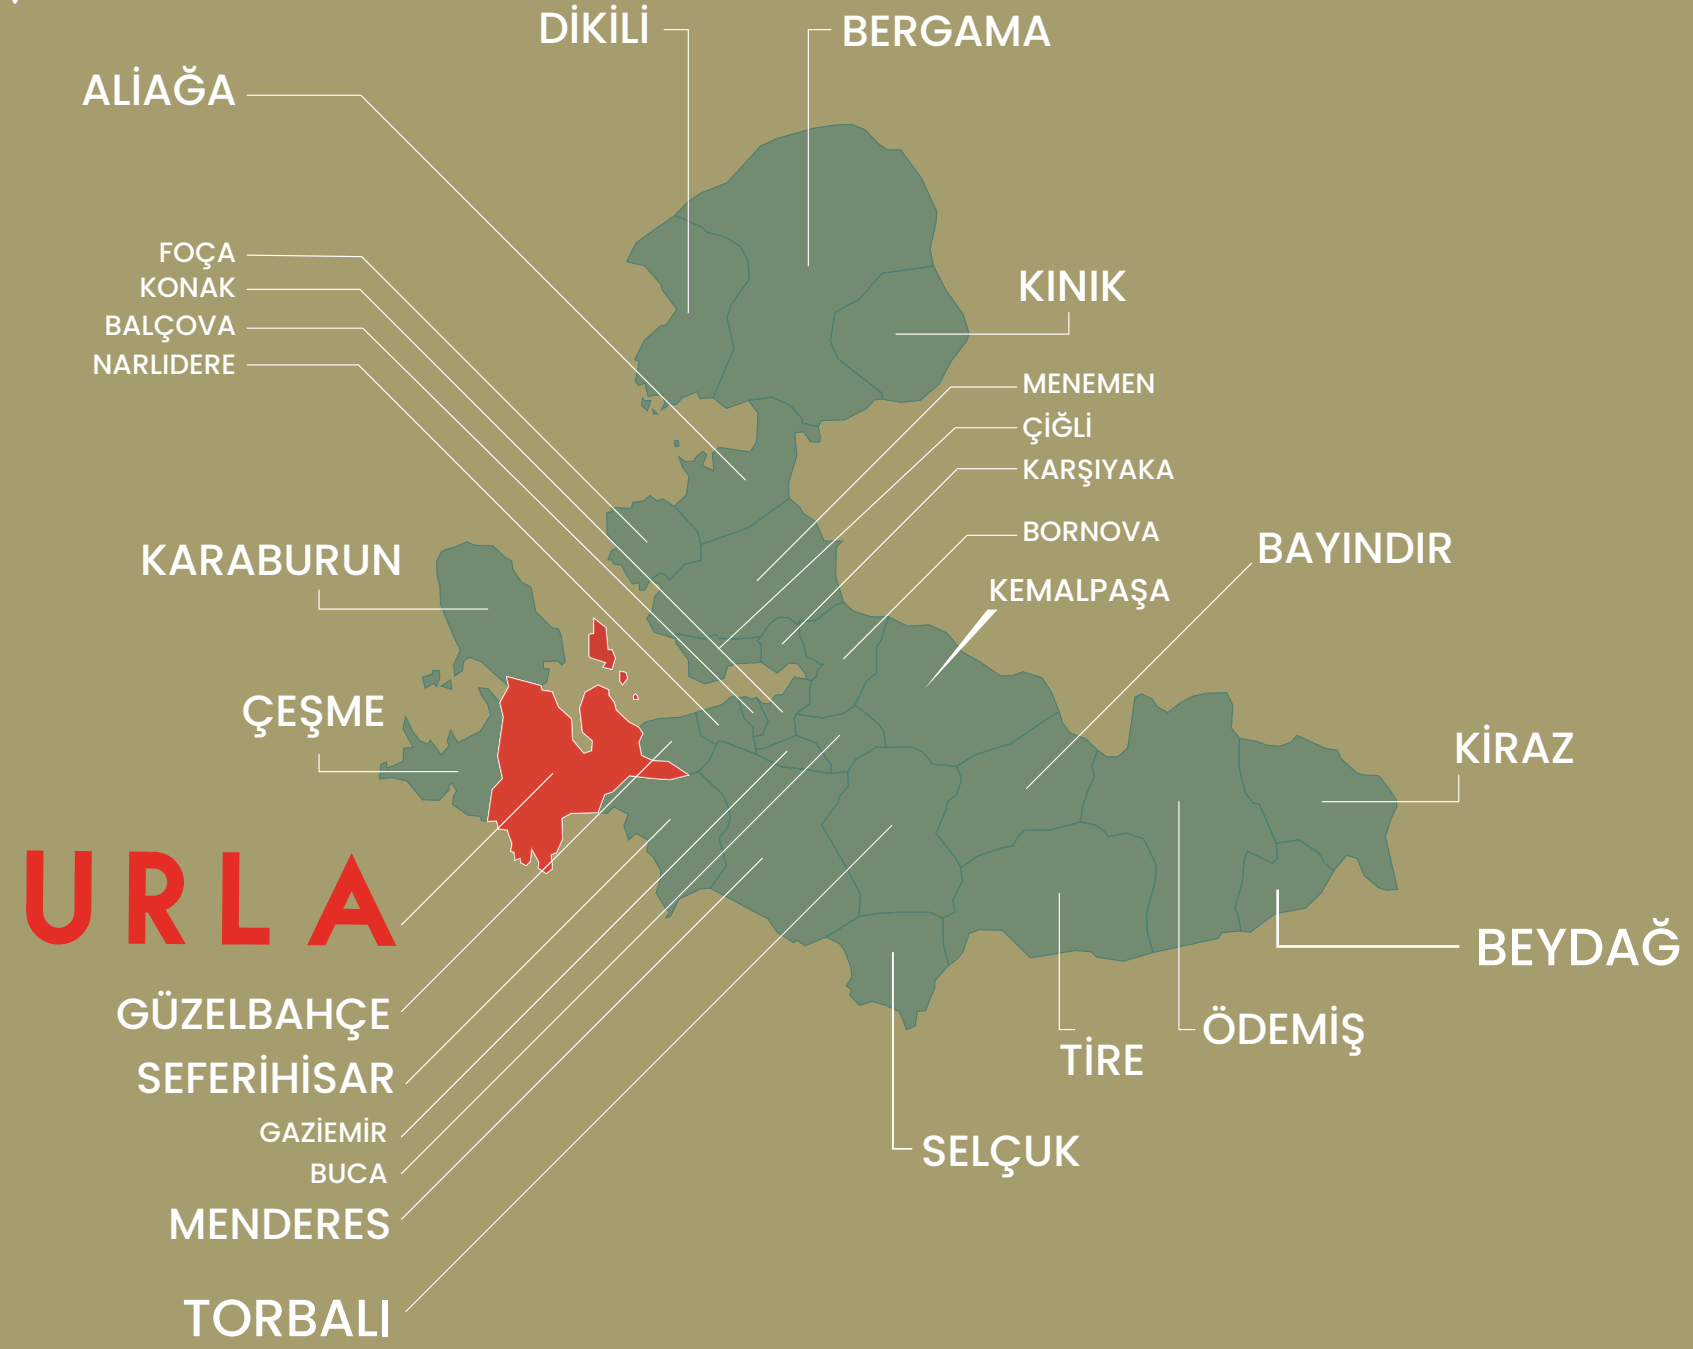 DİKİLİ
BERGAMA
ALİAĞA
FOÇA
KONAK
BALÇOVA
NARLIDERE
KINIK
MENEMEN
ÇİĞLİ
KARŞIYAKA
BORNOVA
KEMALPAŞA
BAYINDIR
KARABURUN
ÇEŞME
KİRAZ
URLA
BEYDAĞ
GÜZELBAHÇE
SEFERİHİSAR
GAZİEMİR
BUCA
MENDERES
TORBALI
SELÇUK
TİRE
ÖDEMİŞ